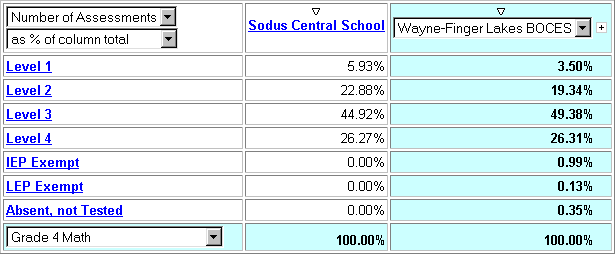 Number of Assessments
as % of column total
Sodus Central School
Wayne-Finger Lakes BOCES +
Level 1 5.93% 3.50%
Level 2 22.88% 19.34%
Level 3 44.92% 49.38%
Level 4 26.27% 26.31%
IEP Exempt 0.00% 0.99%
LEP Exempt 0.00% 0.13%
Absent, not Tested 0.00% 0.35%
Grade 4 Math 100.00% 100.00%